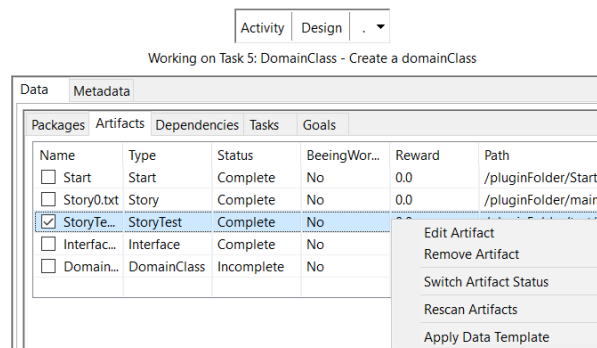 Activity Design . 
Working on Task 5: DomainClass - Create a domainClass
Data Metadata
Packages Artifacts Dependencies Tasks Goals
Name Type Status BeeingWor... Reward Path
Start Start Complete No 0.0 /pluginFolder/Start
Story0.txt Story Complete No 0.0 /pluginFolder/main
StoryTe... StoryTest Complete No
Interfac... Interface Complete No
Domain... DomainClass Incomplete No
Edit Artifact
Remove Artifact
Switch Artifact Status
Rescan Artifacts
Apply Data Template